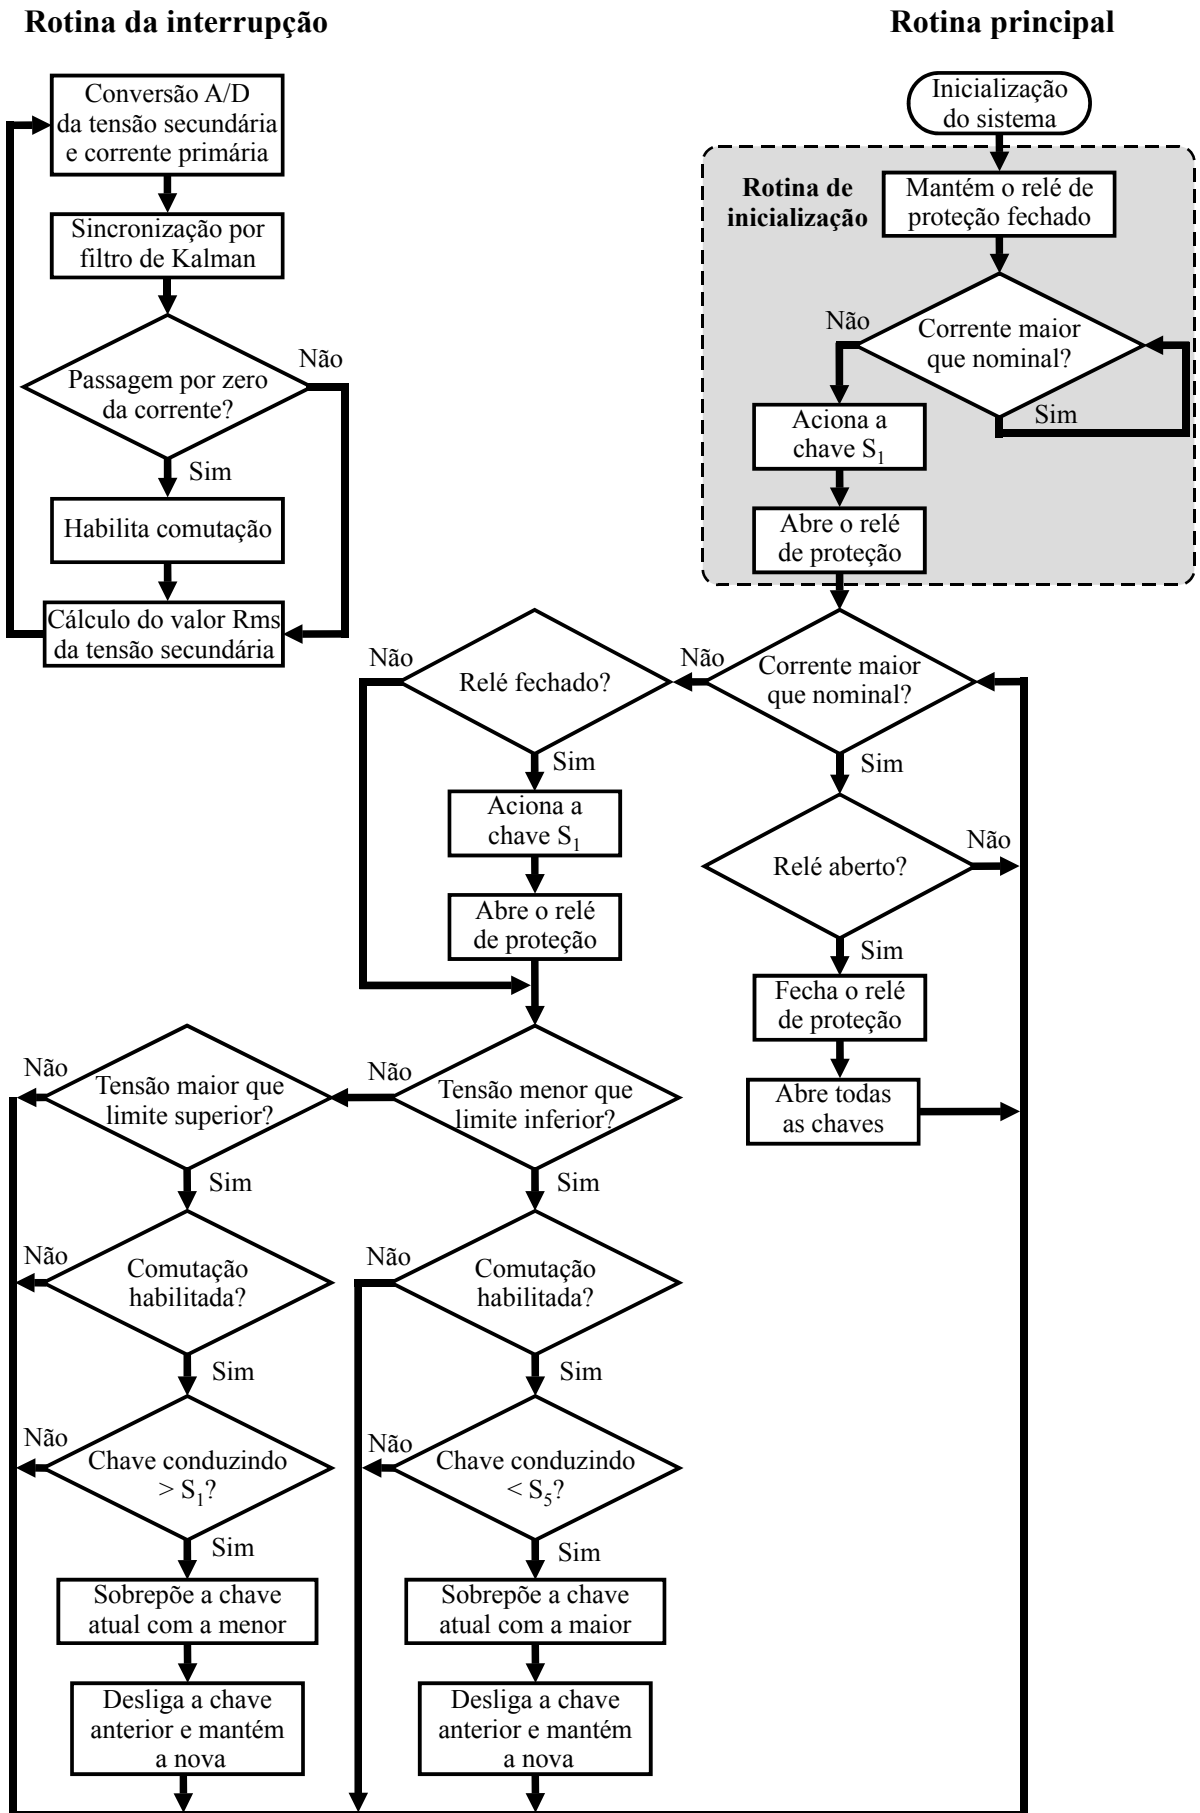 Rotina da interrupção
Conversão A/D
da tensão secundária
e corrente primária
Sincronização por
filtro de Kalman
Não
Passagem por zero
da corrente?
Sim
Habilita comutação
Cálculo do valor Rms
da tensão secundária
Rotina principal
Inicialização
do sistema
Rotina de
inicialização
Mantém o relé de
proteção fechado
Não
Corrente maior
que nominal?
Sim
Aciona a
chave S₁
Abre o relé
de proteção
Não
Corrente maior
que nominal?
Sim
Não
Relé aberto?
Sim
Fecha o relé
de proteção
Abre todas
as chaves
Não
Relé fechado?
Sim
Aciona a
chave S₁
Abre o relé
de proteção
Não
Tensão menor que
limite inferior?
Sim
Não
Comutação
habilitada?
Sim
Não
Chave conduzindo
< S₅?
Sim
Sobrepõe a chave
atual com a maior
Desliga a chave
anterior e mantém
a nova
Não
Tensão maior que
limite superior?
Sim
Não
Comutação
habilitada?
Sim
Não
Chave conduzindo
> S₁?
Sim
Sobrepõe a chave
atual com a menor
Desliga a chave
anterior e mantém
a nova